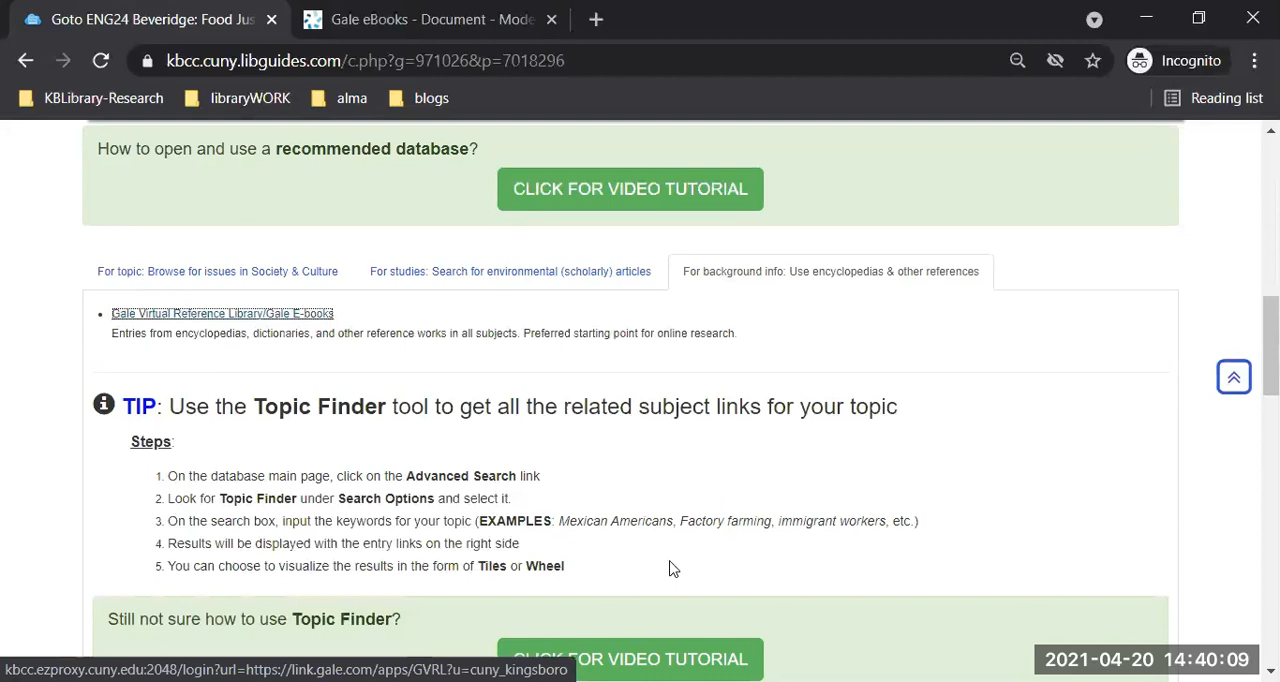 Goto ENG24 Beveridge: Food Jus
Gale eBooks - Document - Mode
kbcc.cuny.libguides.com/c.php?g=971026&p=7018296
Incognito
KBLibrary-Research
libraryWORK
alma
blogs
Reading list
How to open and use a recommended database?
CLICK FOR VIDEO TUTORIAL
For topic: Browse for issues in Society & Culture
For studies: Search for environmental (scholarly) articles
For background info: Use encyclopedias & other references
• Gale Virtual Reference Library/Gale E-books
Entries from encyclopedias, dictionaries, and other reference works in all subjects. Preferred starting point for online research.
TIP: Use the Topic Finder tool to get all the related subject links for your topic
Steps:
1. On the database main page, click on the Advanced Search link
2. Look for Topic Finder under Search Options and select it.
3. On the search box, input the keywords for your topic (EXAMPLES: Mexican Americans, Factory farming, immigrant workers, etc.)
4. Results will be displayed with the entry links on the right side
5. You can choose to visualize the results in the form of Tiles or Wheel
Still not sure how to use Topic Finder?
CLICK FOR VIDEO TUTORIAL
kbcc.ezproxy.cuny.edu:2048/login?url=https://link.gale.com/apps/GVRL?u=cuny_kingsboro
2021-04-20 14:40:09